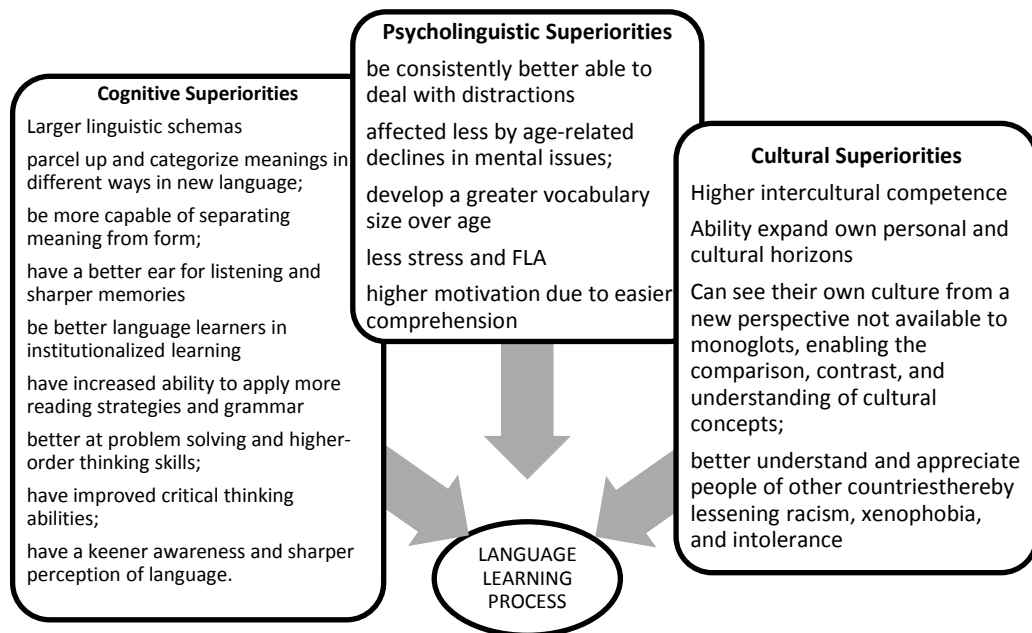 Cognitive Superiorities
Larger linguistic schemas
parcel up and categorize meanings in
different ways in new language;
be more capable of separating
meaning from form;
have a better ear for listening and
sharper memories
be better language learners in
institutionalized learning
have increased ability to apply more
reading strategies and grammar
better at problem solving and higher-
order thinking skills;
have improved critical thinking
abilities;
have a keener awareness and sharper
perception of language.
Psycholinguistic Superiorities
be consistently better able to
deal with distractions
affected less by age-related
declines in mental issues;
develop a greater vocabulary
size over age
less stress and FLA
higher motivation due to easier
comprehension
Cultural Superiorities
Higher intercultural competence
Ability expand own personal and
cultural horizons
Can see their own culture from a
new perspective not available to
monoglots, enabling the
comparison, contrast, and
understanding of cultural
concepts;
better understand and appreciate
people of other countriesthereby
lessening racism, xenophobia,
and intolerance
LANGUAGE
LEARNING
PROCESS